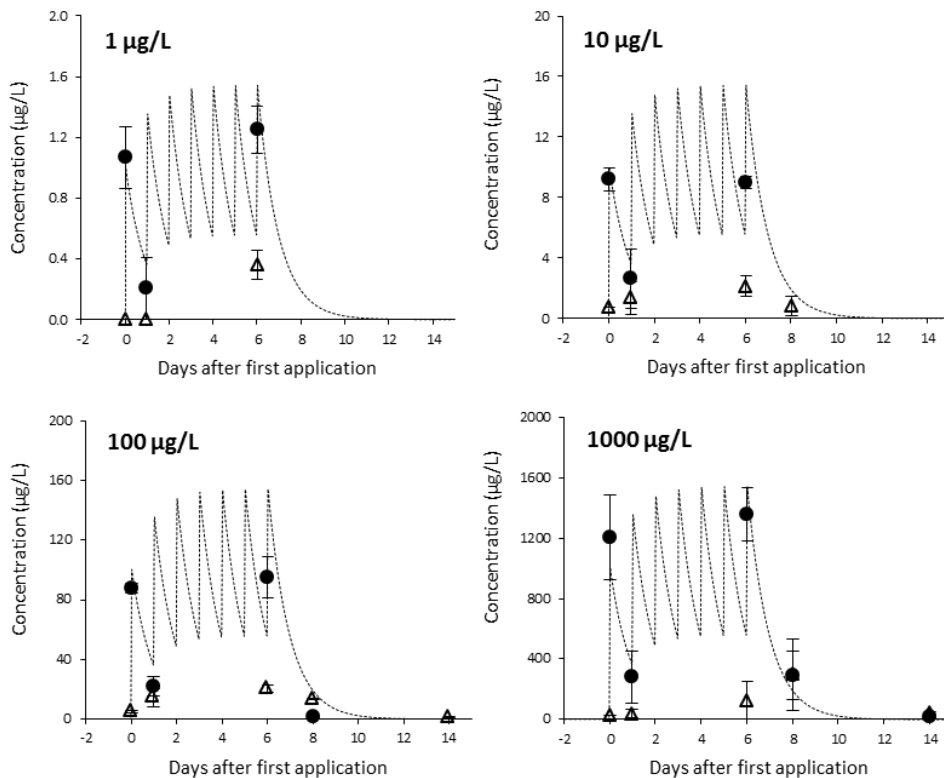 1 µg/L
Concentration (µg/L)
2.0
1.6
1.2
0.8
0.4
0.0
-2 0 2 4 6 8 10 12 14
Days after first application
10 µg/L
Concentration (µg/L)
20
16
12
8
4
0
-2 0 2 4 6 8 10 12 14
Days after first application
100 µg/L
Concentration (µg/L)
200
160
120
80
40
0
-2 0 2 4 6 8 10 12 14
Days after first application
1000 µg/L
Concentration (µg/L)
2000
1600
1200
800
400
0
-2 0 2 4 6 8 10 12 14
Days after first application